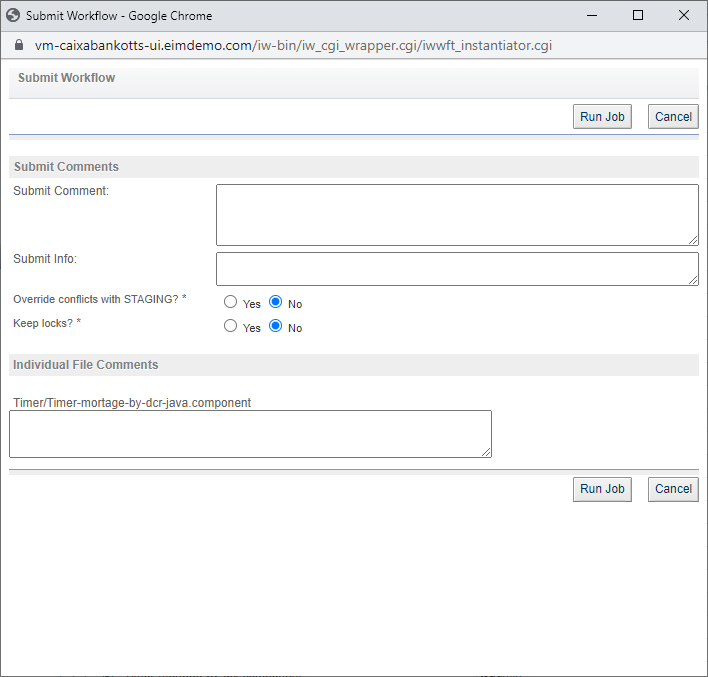 Submit Workflow - Google Chrome
vm-caixabankotts-ui.eimdemo.com/iw-bin/iw_cgi_wrapper.cgi/iwwft_instantiator.cgi
Submit Workflow
Run Job Cancel
Submit Comments
Submit Comment:
Submit Info:
Override conflicts with STAGING? * Yes No
Keep locks? * Yes No
Individual File Comments
Timer/Timer-mortage-by-dcr-java.component
Run Job Cancel